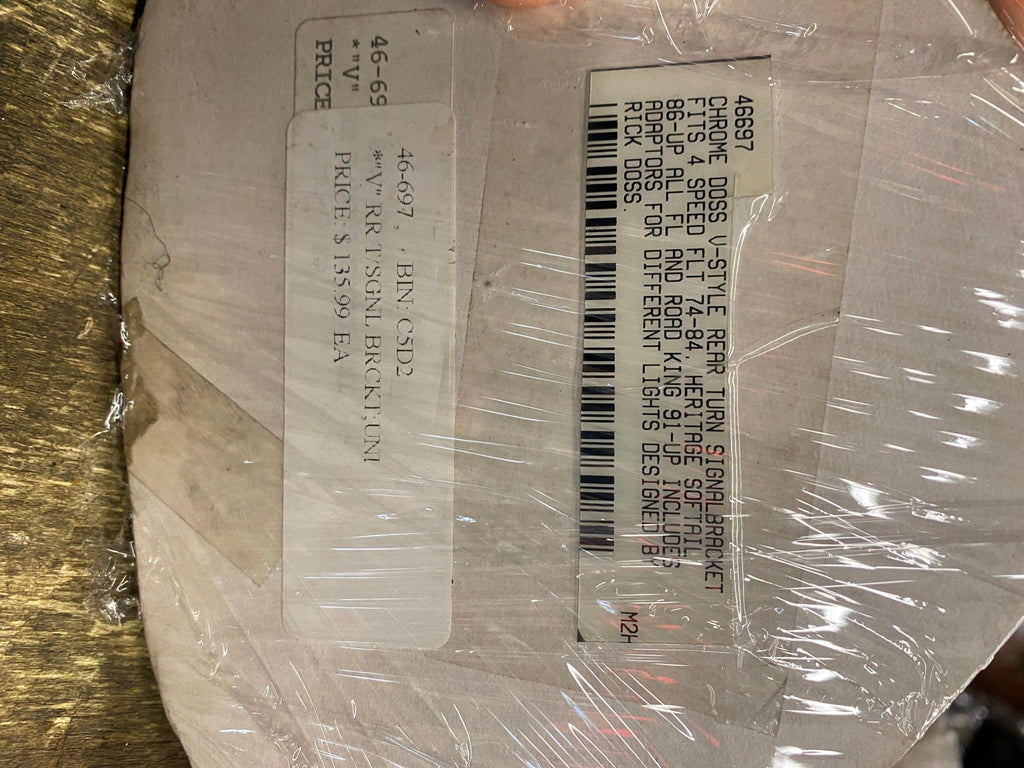 46-69
*"V"
PRICE
46-697, , BIN: C51D2
*"V" RR T/SGNL BRCKT;UNI
PRICE: $ 135.99 EA
46697
CHROME DOSS V-STYLE REAR TURN SIGNALBRACKET
FITS 4 SPEED FLT 74-84, HERITAGE SOFTAIL
86-UP ALL FL AND ROAD KING 91-UP INCLUDES
ADAPTORS FOR DIFFERENT LIGHTS DESIGNED BY
RICK DOSS.
M2H